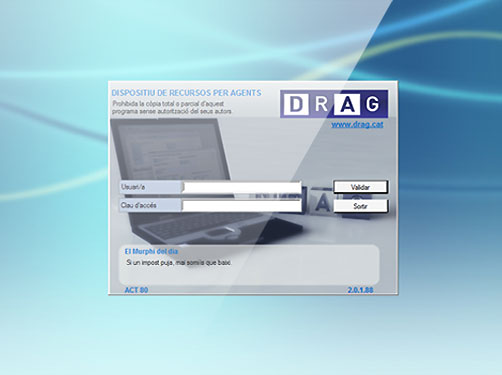 DISPOSITIU DE RECURSOS PER AGENTS
Prohibida la còpia total o parcial d'aquest
programa sense autorització del seus autors.
DRAG
www.drag.cat
Usuari/a
Validar
Clau d'accés
Sortir
El Murphi del dia
Si un impost puja, mai somiïs que baixi.
ACT 80
2.0.1.88